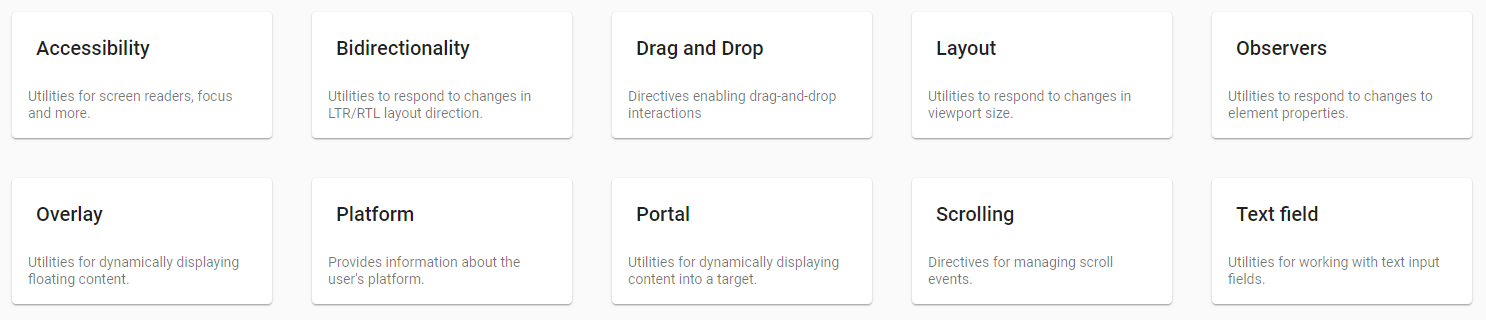 Accessibility
Utilities for screen readers, focus
and more.
Bidirectionality
Utilities to respond to changes in
LTR/RTL layout direction.
Drag and Drop
Directives enabling drag-and-drop
interactions
Layout
Utilities to respond to changes in
viewport size.
Observers
Utilities to respond to changes to
element properties.
Overlay
Utilities for dynamically displaying
floating content.
Platform
Provides information about the
user's platform.
Portal
Utilities for dynamically displaying
content into a target.
Scrolling
Directives for managing scroll
events.
Text field
Utilities for working with text input
fields.